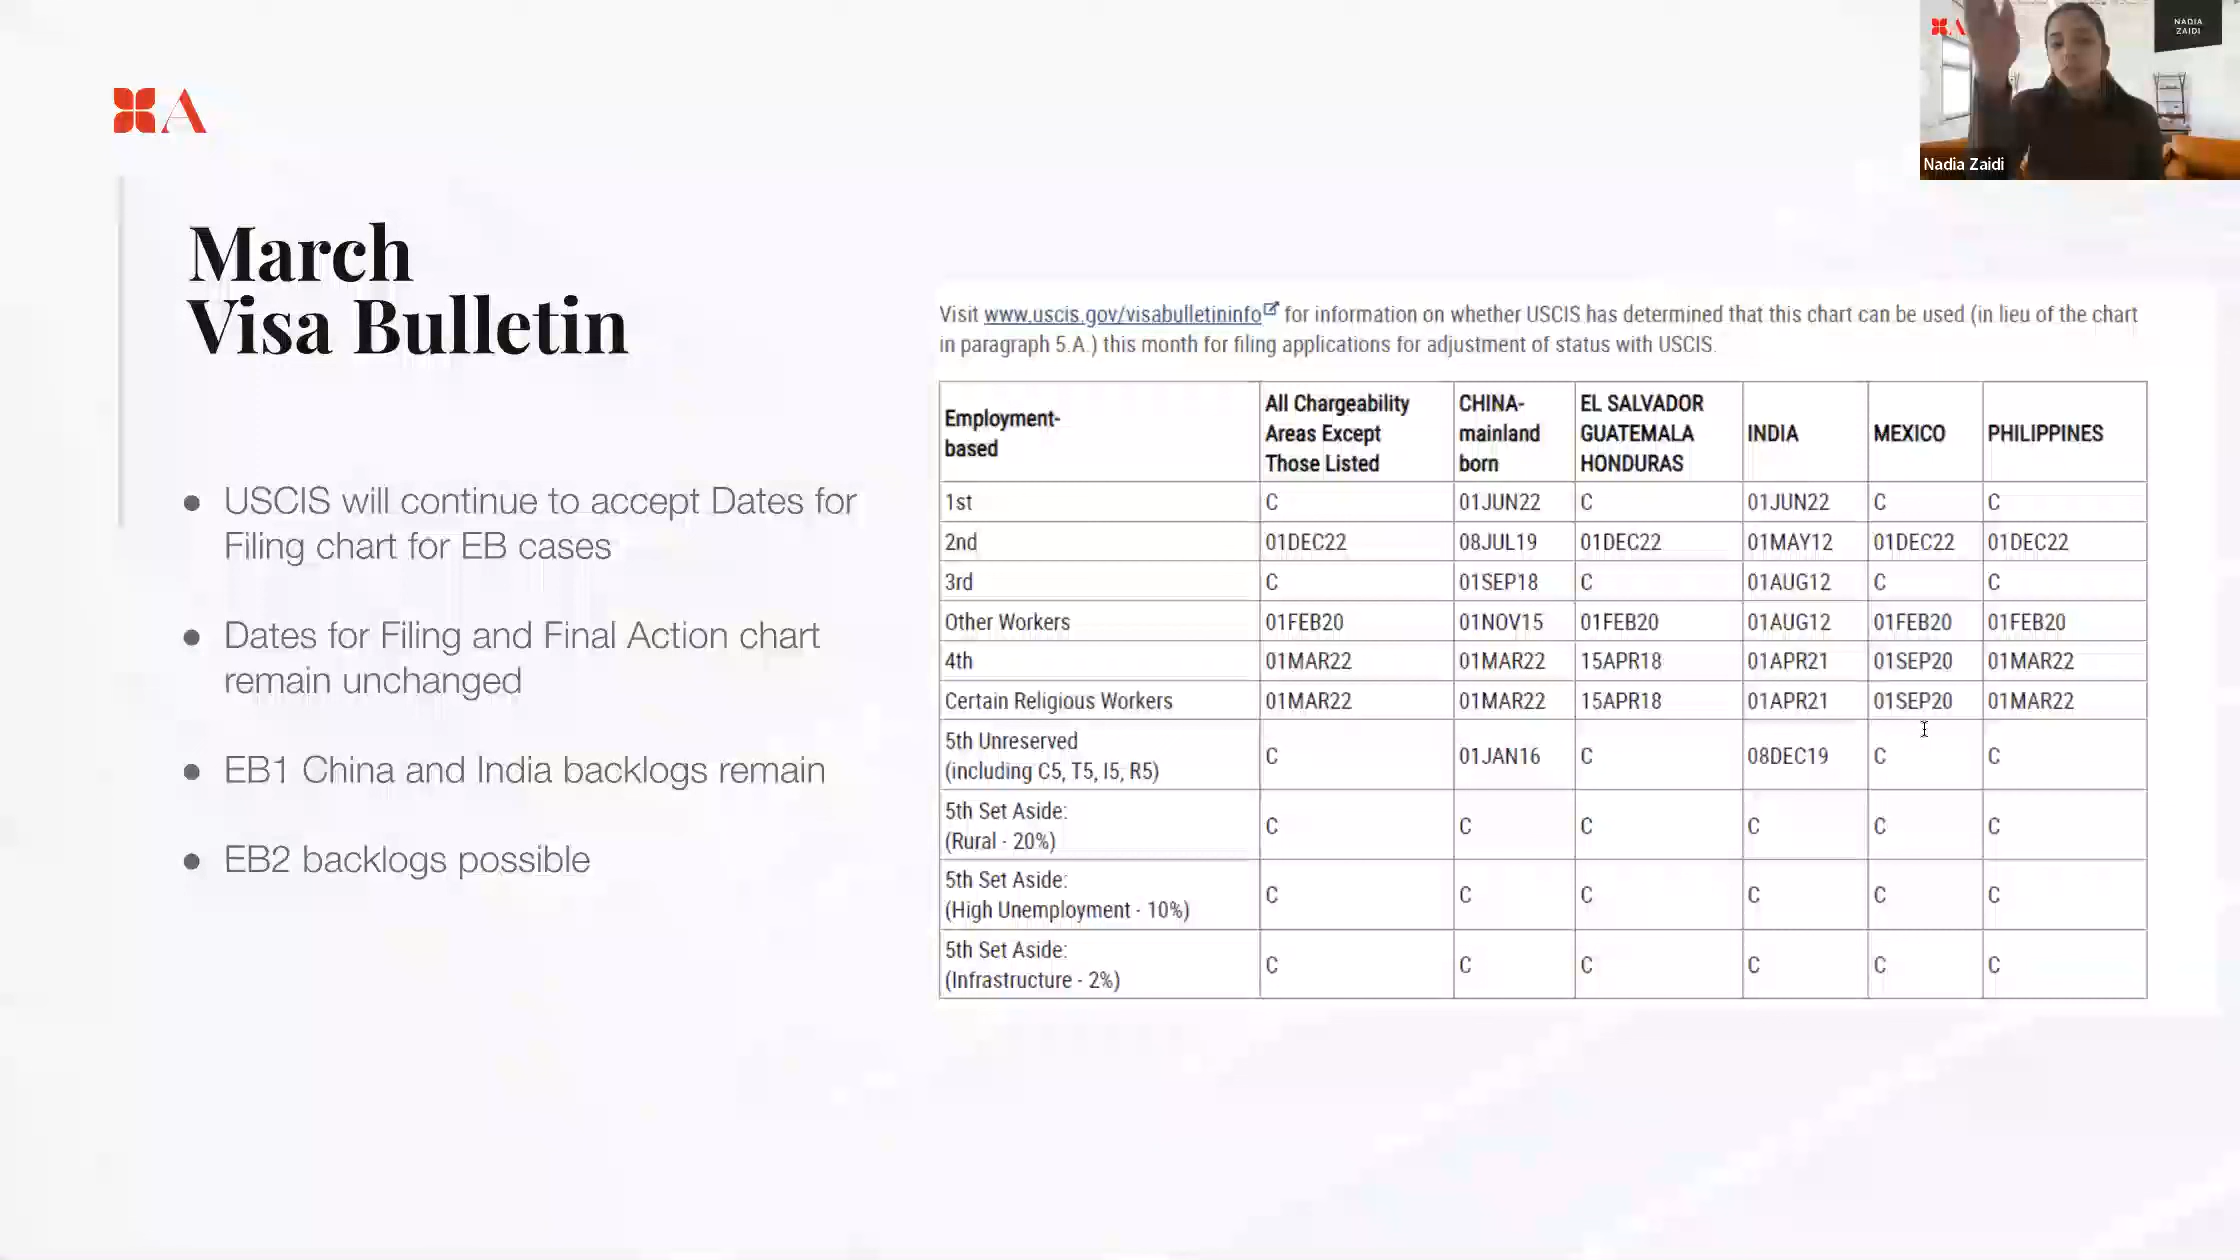 A
A
NADIA
ZAIDI
Nadia Zaidi
March
Visa Bulletin
● USCIS will continue to accept Dates for
Filing chart for EB cases
● Dates for Filing and Final Action chart
remain unchanged
● EB1 China and India backlogs remain
● EB2 backlogs possible
Visit www.uscis.gov/visabulletininfo for information on whether USCIS has determined that this chart can be used (in lieu of the chart
in paragraph 5.A.) this month for filing applications for adjustment of status with USCIS.
Employment-
based
All Chargeability
Areas Except
Those Listed
CHINA-
mainland
born
EL SALVADOR
GUATEMALA
HONDURAS
INDIA
MEXICO
PHILIPPINES
1st C 01JUN22 C 01JUN22 C C
2nd 01DEC22 08JUL19 01DEC22 01MAY12 01DEC22 01DEC22
3rd C 01SEP18 C 01AUG12 C C
Other Workers 01FEB20 01NOV15 01FEB20 01AUG12 01FEB20 01FEB20
4th 01MAR22 01MAR22 15APR18 01APR21 01SEP20 01MAR22
Certain Religious Workers 01MAR22 01MAR22 15APR18 01APR21 01SEP20 01MAR22
5th Unreserved
(including C5, T5, I5, R5) C 01JAN16 C 08DEC19 C C
5th Set Aside:
(Rural - 20%) C C C C C C
5th Set Aside:
(High Unemployment - 10%) C C C C C C
5th Set Aside:
(Infrastructure - 2%) C C C C C C